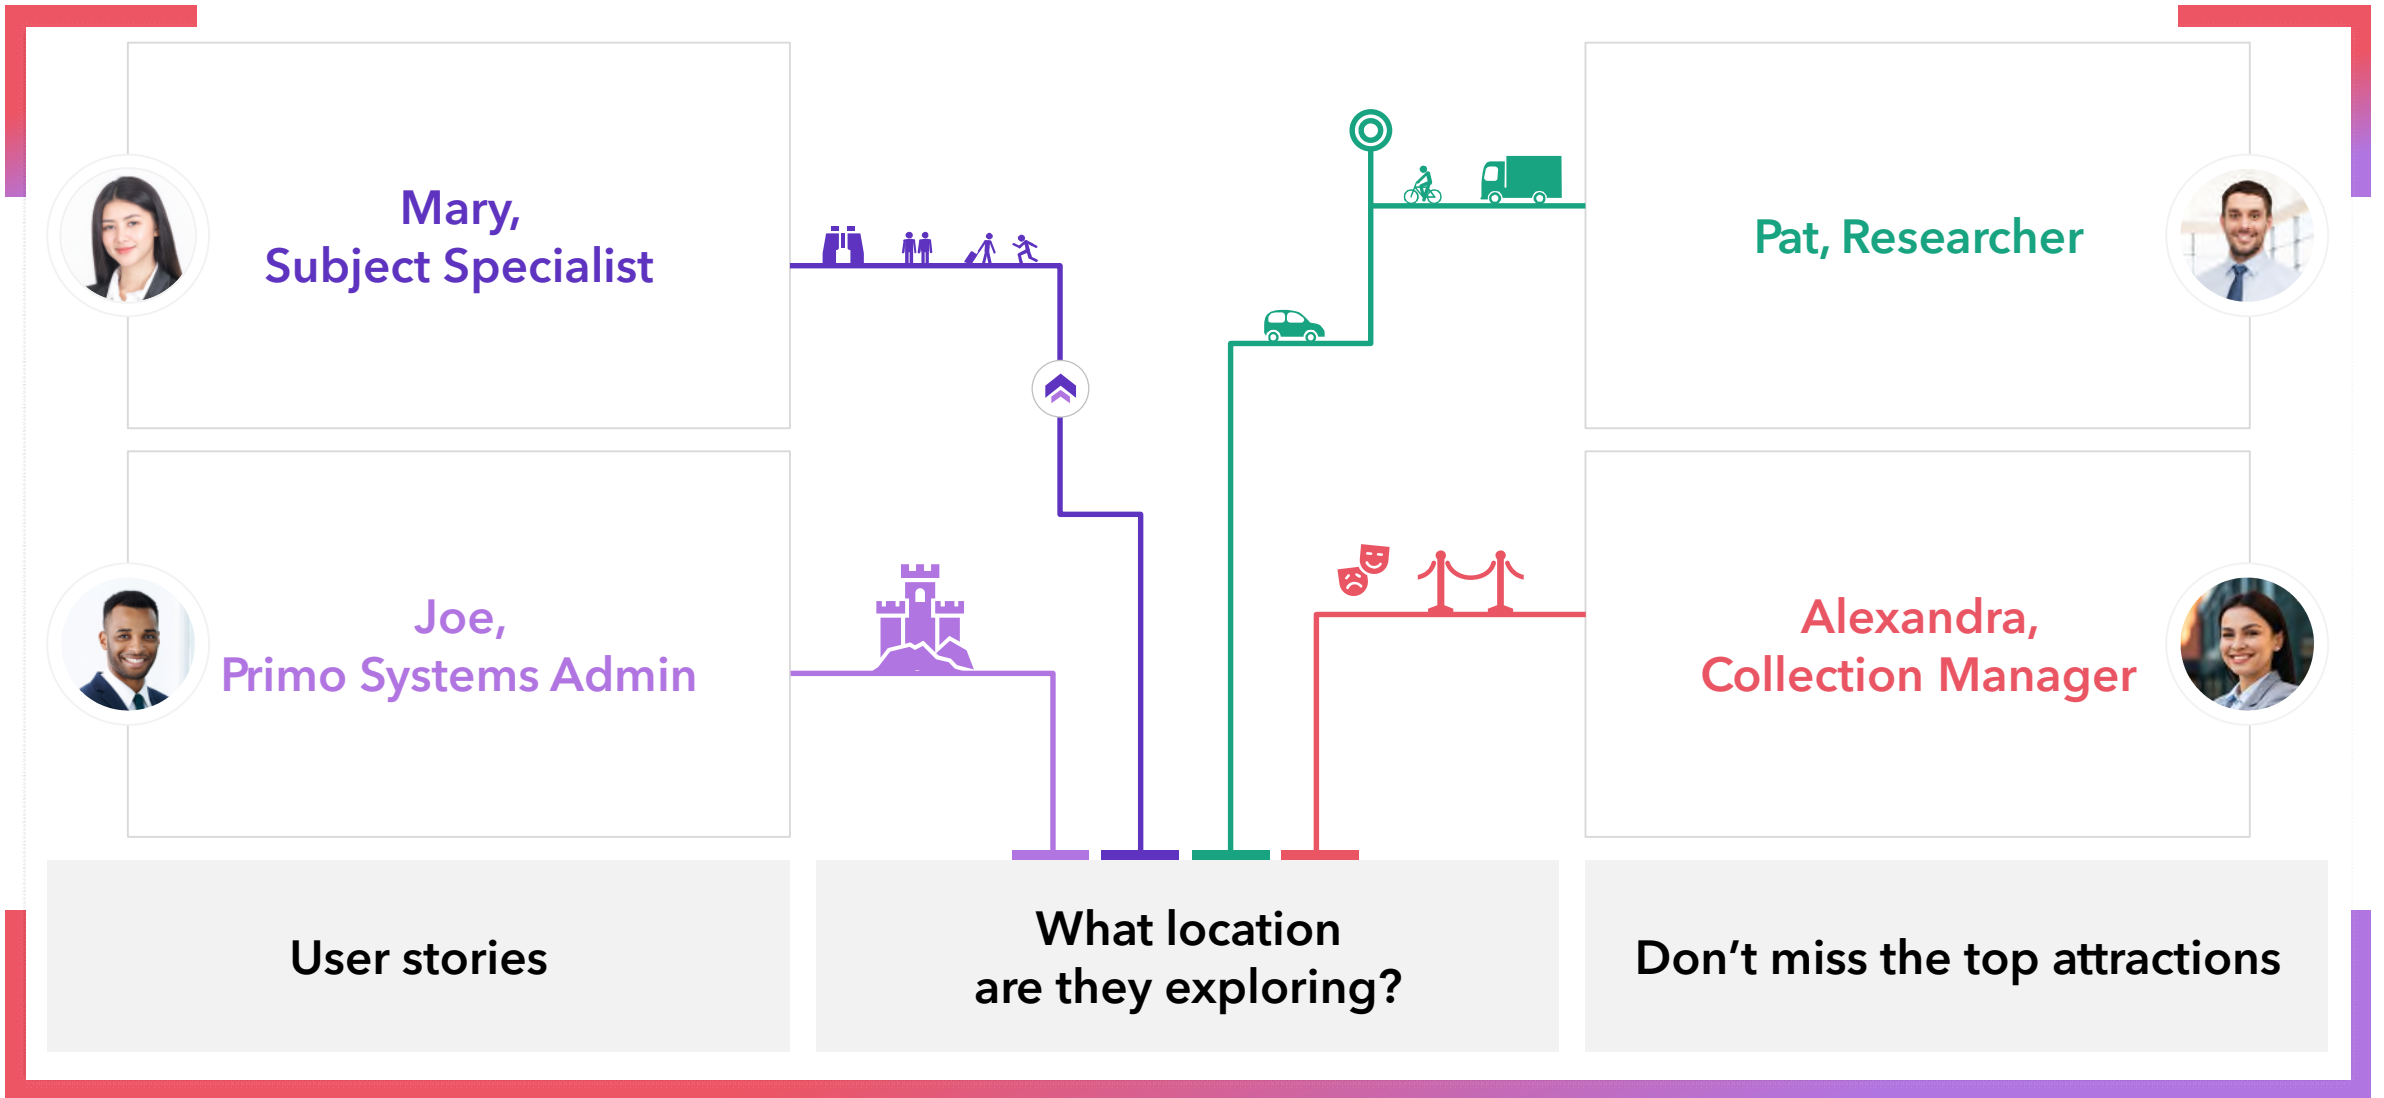 Mary,
Subject Specialist
Pat, Researcher
Joe,
Primo Systems Admin
Alexandra,
Collection Manager
User stories
What location
are they exploring?
Don’t miss the top attractions